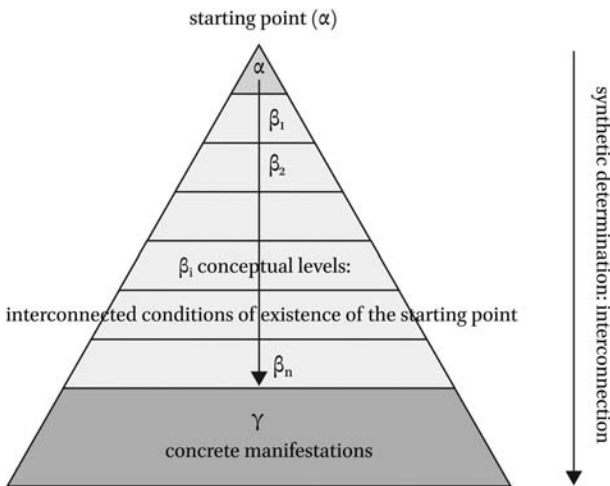 starting point (α)
α
β₁
β₂
βᵢ conceptual levels:
interconnected conditions of existence of the starting point
βₙ
γ
concrete manifestations
synthetic determination: interconnection